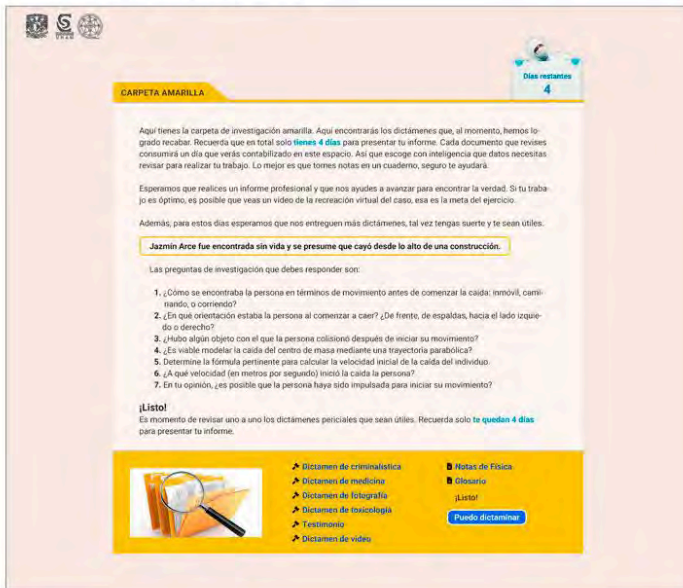 UNAM
Días restantes
4
CARPETA AMARILLA
Aquí tienes la carpeta de investigación amarilla. Aquí encontrarás los dictámenes que, al momento, hemos lo-
grado recabar. Recuerda que en total solo tienes 4 días para presentar tu informe. Cada documento que revises
consumirá un día que verás contabilizado en este espacio. Así que escoge con inteligencia que datos necesitas
revisar para realizar tu trabajo. Lo mejor es que tomes notas en un cuaderno, seguro te ayudará.
Esperamos que realices un informe profesional y que nos ayudes a avanzar para encontrar la verdad. Si tu traba-
jo es óptimo, es posible que veas un video de la recreación virtual del caso, esa es la meta del ejercicio.
Además, para estos días esperamos que nos entreguen más dictámenes, tal vez tengas suerte y te sean útiles.
Jazmín Arce fue encontrada sin vida y se presume que cayó desde lo alto de una construcción.
Las preguntas de investigación que debes responder son:
1. ¿Cómo se encontraba la persona en términos de movimiento antes de comenzar la caída: inmóvil, cami-
nando, o corriendo?
2. ¿En qué orientación estaba la persona al comenzar a caer? ¿De frente, de espaldas, hacia el lado izquie-
do o derecho?
3. ¿Hubo algún objeto con el que la persona colisionó después de iniciar su movimiento?
4. ¿Es viable modelar la caída del centro de masa mediante una trayectoria parabólica?
5. Determine la fórmula pertinente para calcular la velocidad inicial de la caída del individuo.
6. ¿A qué velocidad (en metros por segundo) inició la caída la persona?
7. En tu opinión, ¿es posible que la persona haya sido impulsada para iniciar su movimiento?
¡Listo!
Es momento de revisar uno a uno los dictámenes periciales que sean útiles. Recuerda solo te quedan 4 días
para presentar tu informe.
Dictamen de criminalística
Dictamen de medicina
Dictamen de fotografía
Dictamen de toxicología
Testimonio
Dictamen de video
Notas de Física
Glosario
¡Listo!
Puedo dictaminar